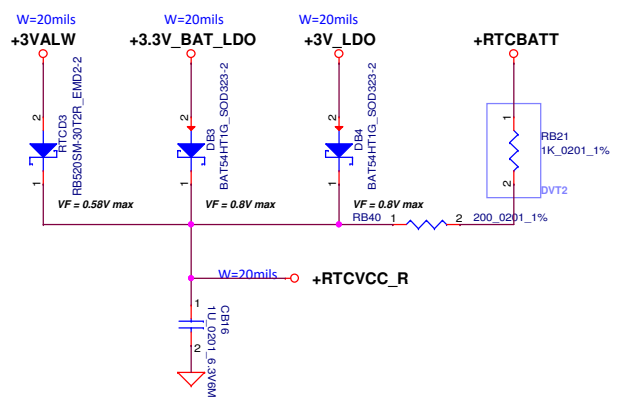 W=20mils W=20mils W=20mils
+3VALW +3.3V_BAT_LDO +3V_LDO +RTCBATT
2 2 2 1
RTCD3
RB520SM-30T2R_EMD2-2
DB3
BAT54HT1G_SOD323-2
DB4
BAT54HT1G_SOD323-2
RB21
1K_0201_1%
1 1 1 2
DVT2
VF = 0.58V max VF = 0.8V max VF = 0.8V max
RB40 1 2 200_0201_1%
W=20mils +RTCVCC_R
1
CB16
1U_0201_6.3V6M
2